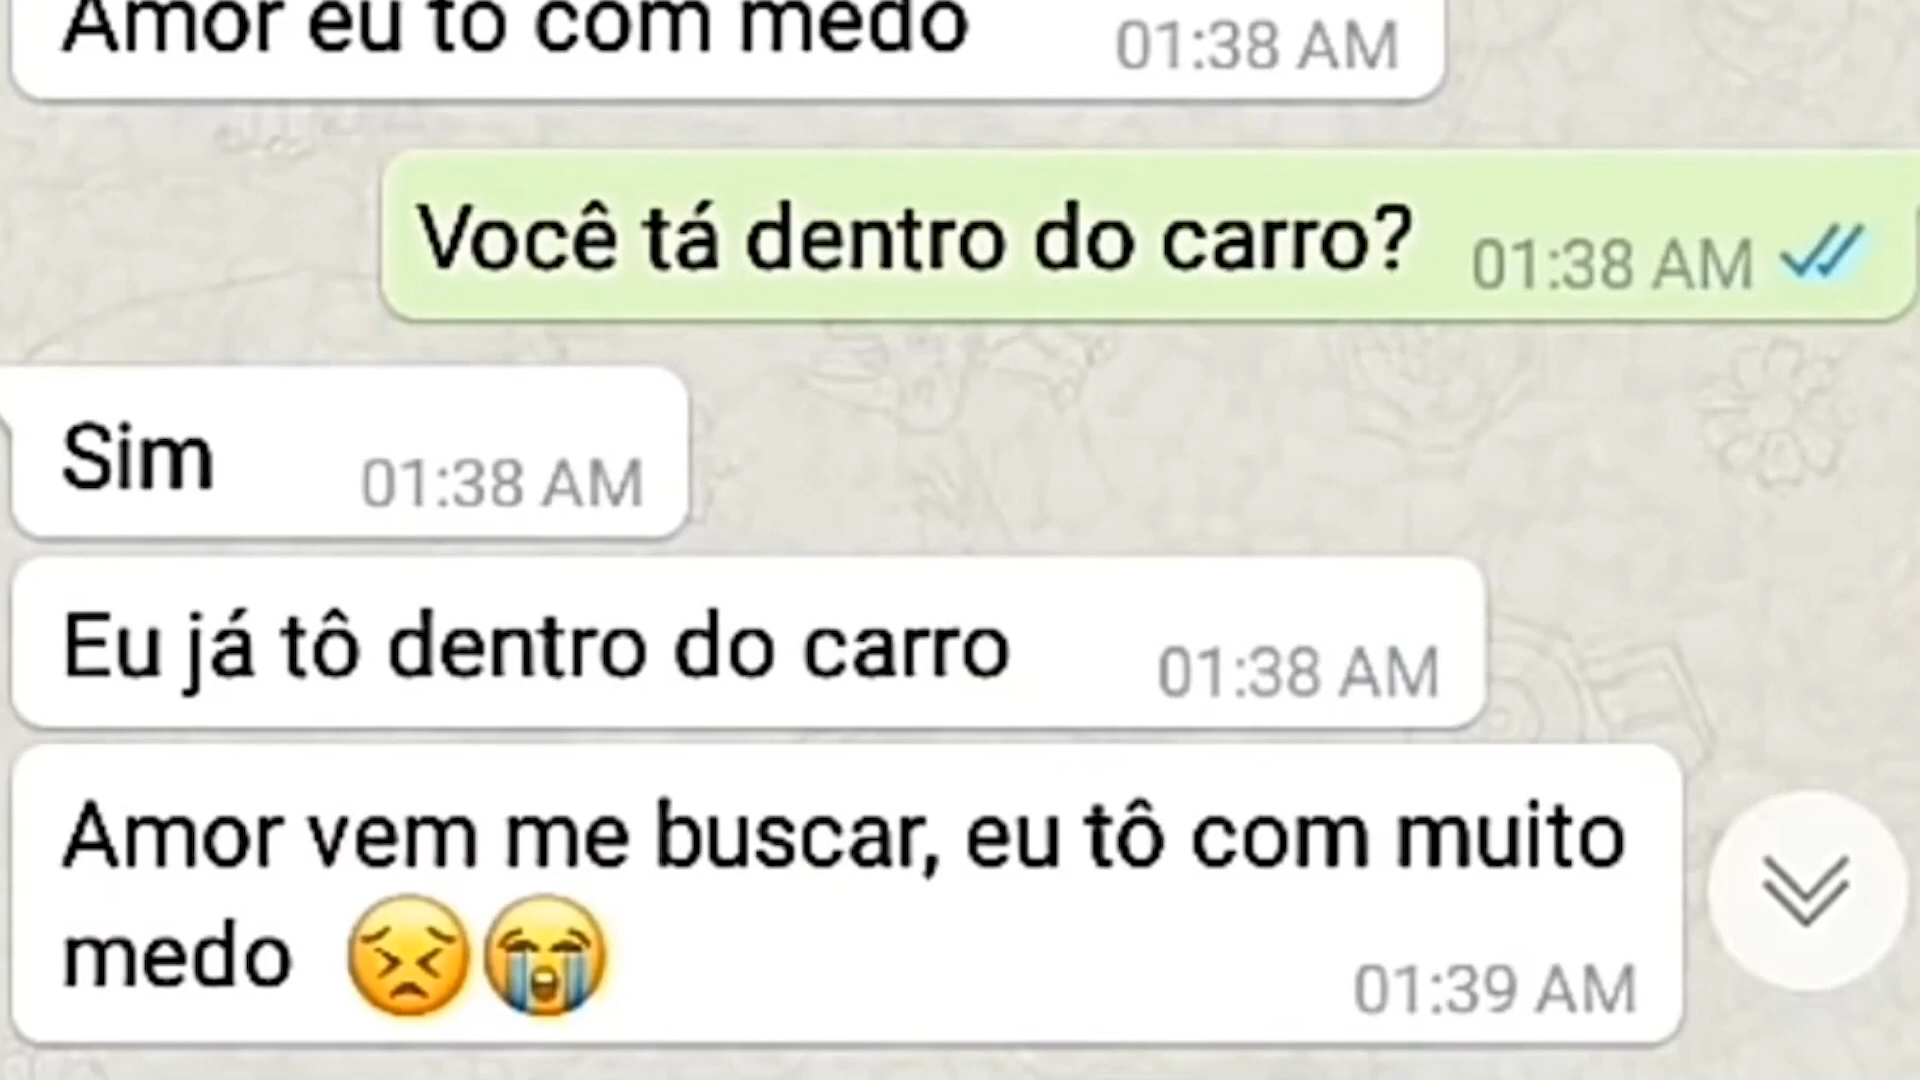 Amor eu tô com medo 01:38 AM
Você tá dentro do carro? 01:38 AM
Sim 01:38 AM
Eu já tô dentro do carro 01:38 AM
Amor vem me buscar, eu tô com muito
medo 😣😭 01:39 AM